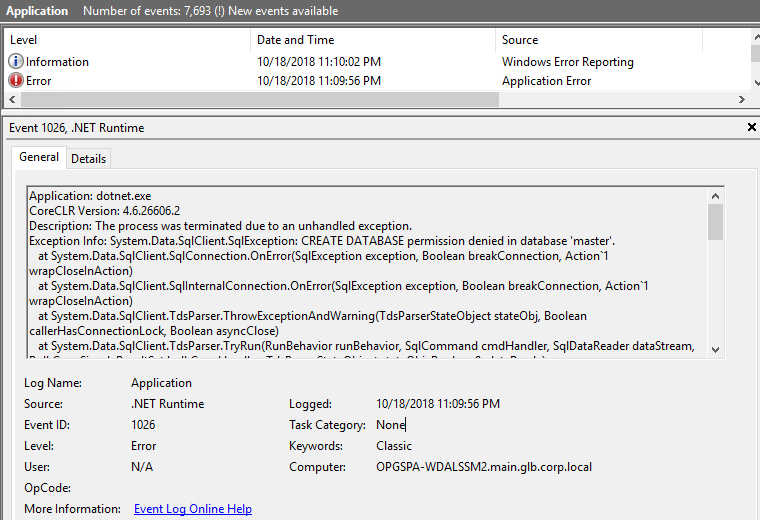 Application Number of events: 7,693 (!) New events available
Level Date and Time Source
Information 10/18/2018 11:10:02 PM Windows Error Reporting
Error 10/18/2018 11:09:56 PM Application Error
Event 1026, .NET Runtime
General Details
Application: dotnet.exe
CoreCLR Version: 4.6.26606.2
Description: The process was terminated due to an unhandled exception.
Exception Info: System.Data.SqlClient.SqlException: CREATE DATABASE permission denied in database 'master'.
at System.Data.SqlClient.SqlConnection.OnError(SqlException exception, Boolean breakConnection, Action`1
wrapCloseInAction)
at System.Data.SqlClient.SqlInternalConnection.OnError(SqlException exception, Boolean breakConnection, Action`1
wrapCloseInAction)
at System.Data.SqlClient.TdsParser.ThrowExceptionAndWarning(TdsParserStateObject stateObj, Boolean
callerHasConnectionLock, Boolean asyncClose)
at System.Data.SqlClient.TdsParser.TryRun(RunBehavior runBehavior, SqlCommand cmdHandler, SqlDataReader dataStream,
Log Name: Application
Source: .NET Runtime Logged: 10/18/2018 11:09:56 PM
Event ID: 1026 Task Category: None
Level: Error Keywords: Classic
User: N/A Computer: OPGSPA-WDALSSM2.main.glb.corp.local
OpCode:
More Information: Event Log Online Help